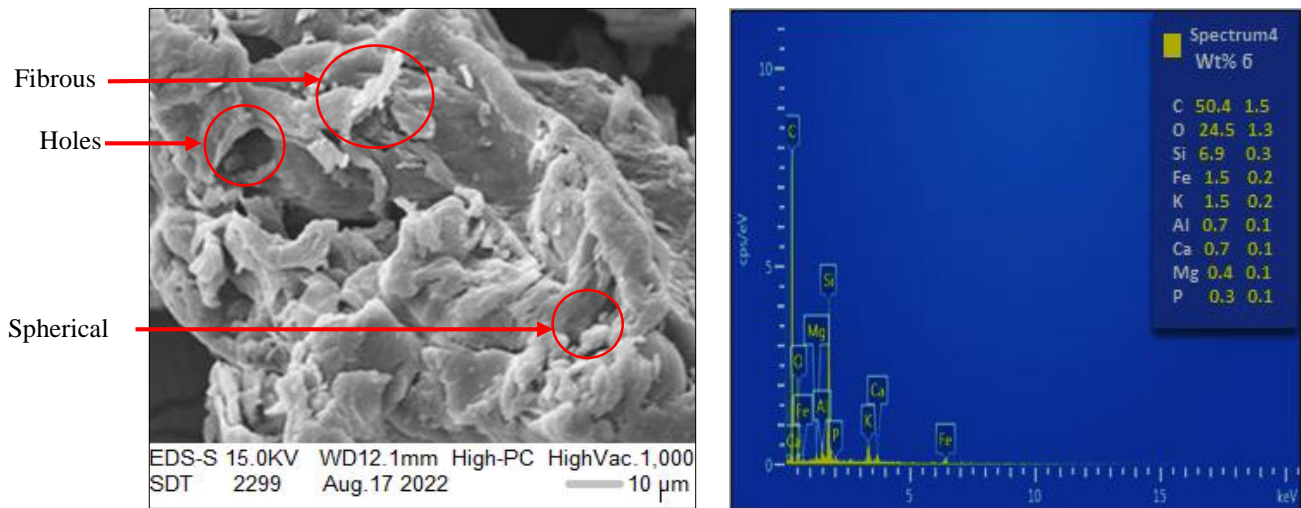 Fibrous
Holes
Spherical
EDS-S 15.0KV WD12.1mm High-PC HighVac.1,000
SDT 2299 Aug.17 2022 10 µm
Spectrum4
Wt% 6
C 50.4 1.5
O 24.5 1.3
Si 6.9 0.3
Fe 1.5 0.2
K 1.5 0.2
Al 0.7 0.1
Ca 0.7 0.1
Mg 0.4 0.1
P 0.3 0.1
10
cps/eV
C
5
Si
Mg
O
Ca
Fe
Al
K
P
Fe
Ca
0
5
10
15
keV